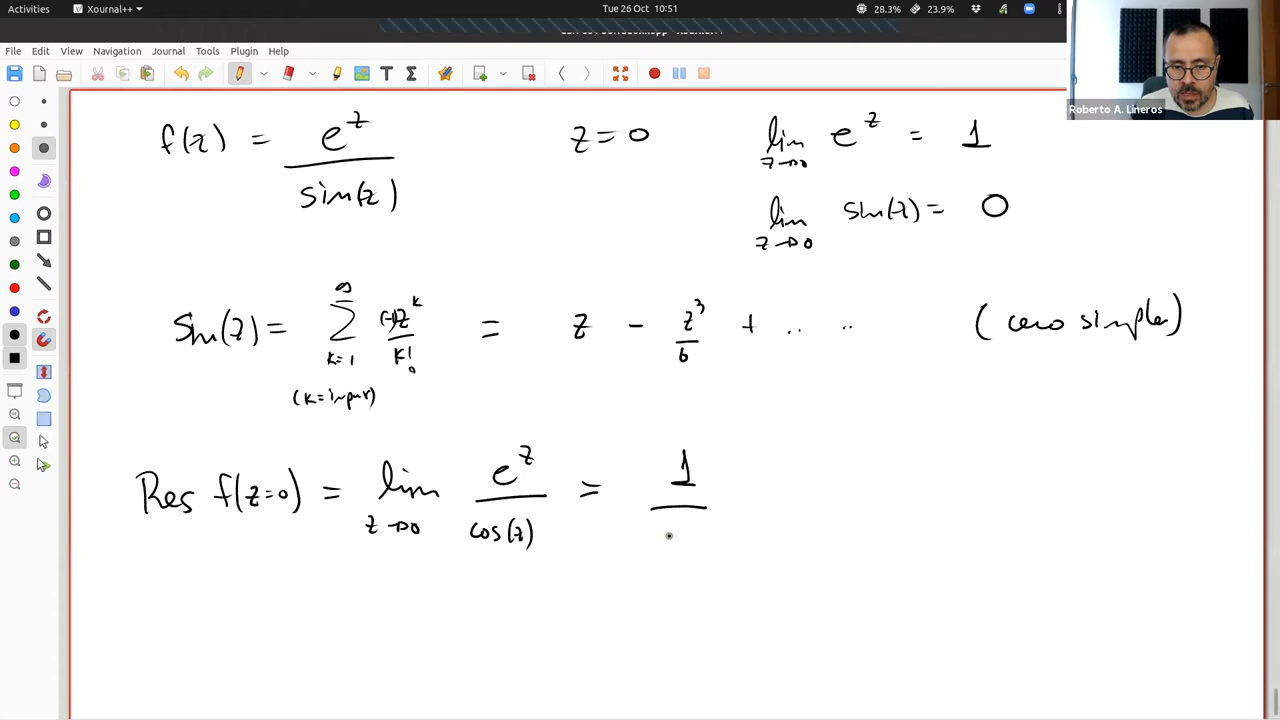 Activities Xournal++ Tue 26 Oct 10:51 28.3% 23.9%
File Edit View Navigation Journal Tools Plugin Help
Roberto A. Lineros
f(z) = e^z / sin(z) z = 0 lim z→0 e^z = 1
lim z→0 sin(z) = 0
sin(z) = ∑ k=1 ∞ (-1)z^k / k! (k=impar) = z - z^3/6 + .. .. (cero simple)
Res f(z=0) = lim z→0 e^z / cos(z) = 1 /